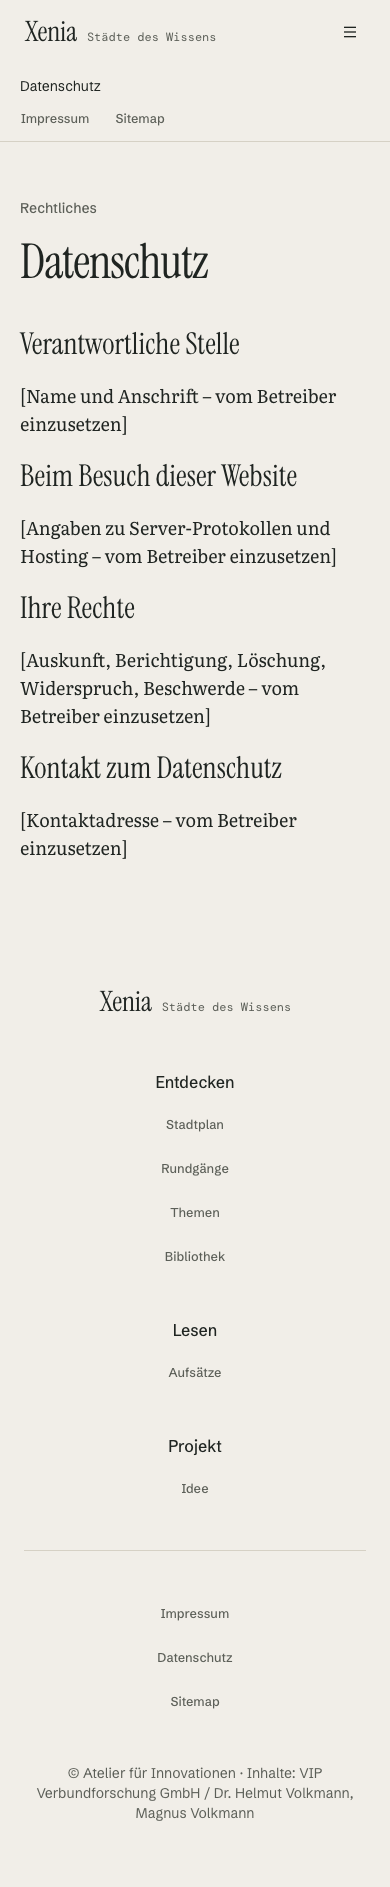 Xenia Städte des Wissens
Datenschutz
Impressum Sitemap
Rechtliches
Datenschutz
Verantwortliche Stelle
[Name und Anschrift – vom Betreiber
einzusetzen]
Beim Besuch dieser Website
[Angaben zu Server-Protokollen und
Hosting – vom Betreiber einzusetzen]
Ihre Rechte
[Auskunft, Berichtigung, Löschung,
Widerspruch, Beschwerde – vom
Betreiber einzusetzen]
Kontakt zum Datenschutz
[Kontaktadresse – vom Betreiber
einzusetzen]
Xenia Städte des Wissens
Entdecken
Stadtplan
Rundgänge
Themen
Bibliothek
Lesen
Aufsätze
Projekt
Idee
Impressum
Datenschutz
Sitemap
© Atelier für Innovationen · Inhalte: VIP
Verbundforschung GmbH / Dr. Helmut Volkmann,
Magnus Volkmann